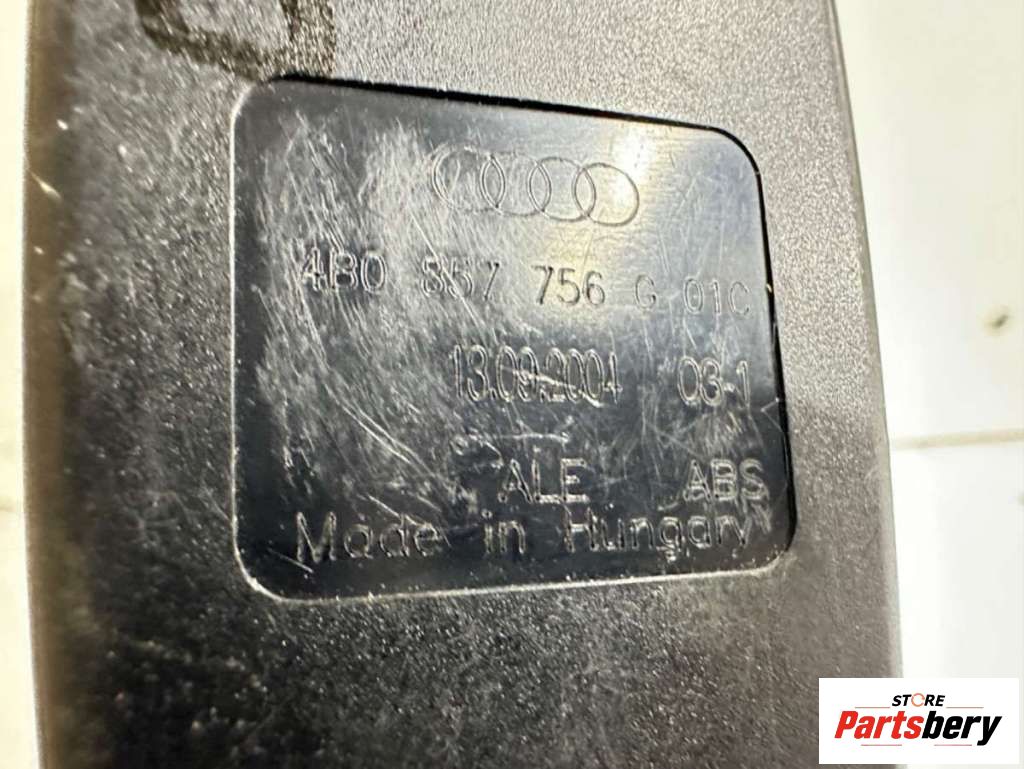 4B0 857 756 G 01C
13.09.2004 03-1
ALE ABS
Made in Hungary
STORE
Partsbery